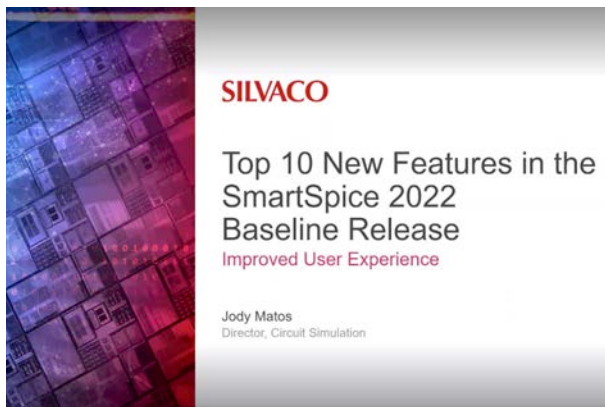 SILVACO
Top 10 New Features in the
SmartSpice 2022
Baseline Release
Improved User Experience
Jody Matos
Director, Circuit Simulation